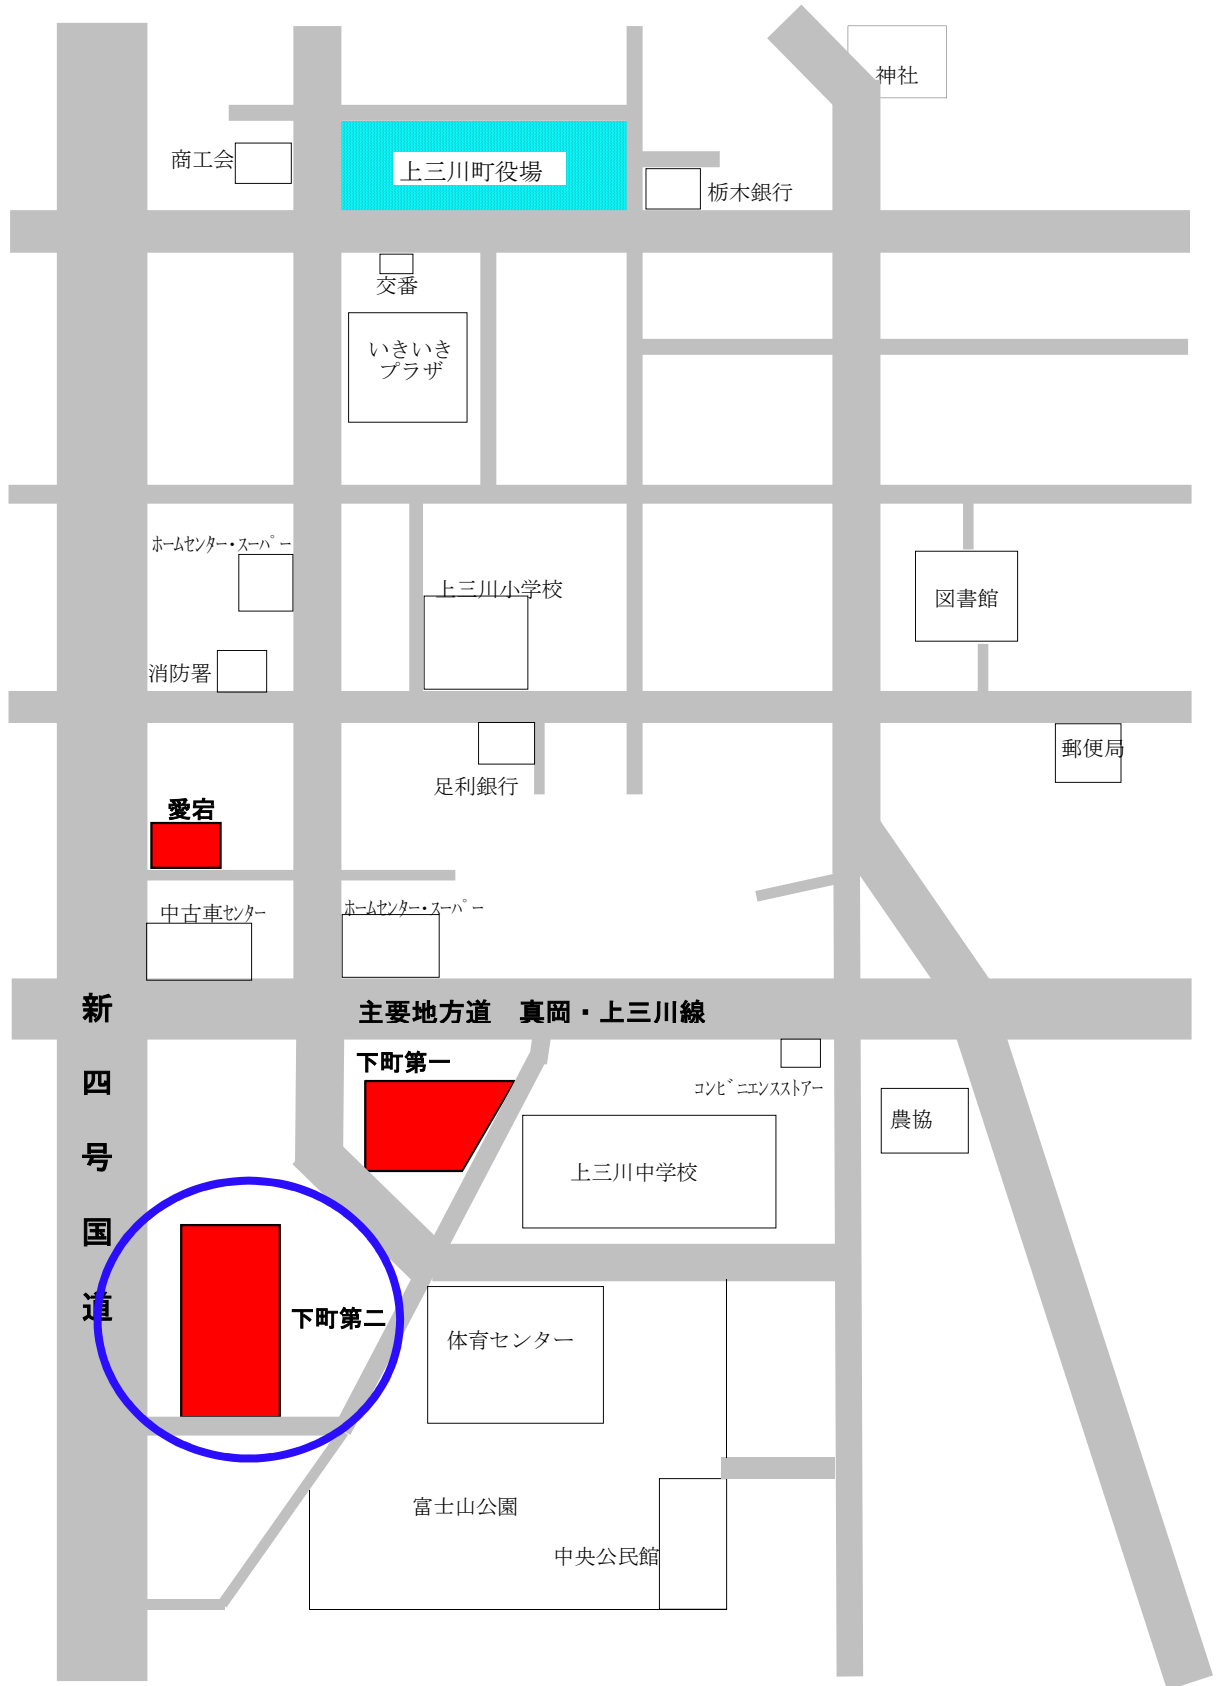 神社
商工会
上三川町役場
栃木銀行
交番
いきいき
プラザ
ホームセンター・スーパー
上三川小学校
図書館
消防署
郵便局
足利銀行
愛宕
中古車センター
ホームセンター・スーパー
新四号国道
主要地方道　真岡・上三川線
下町第一
コンビニエンスストアー
農協
上三川中学校
下町第二
体育センター
富士山公園
中央公民館